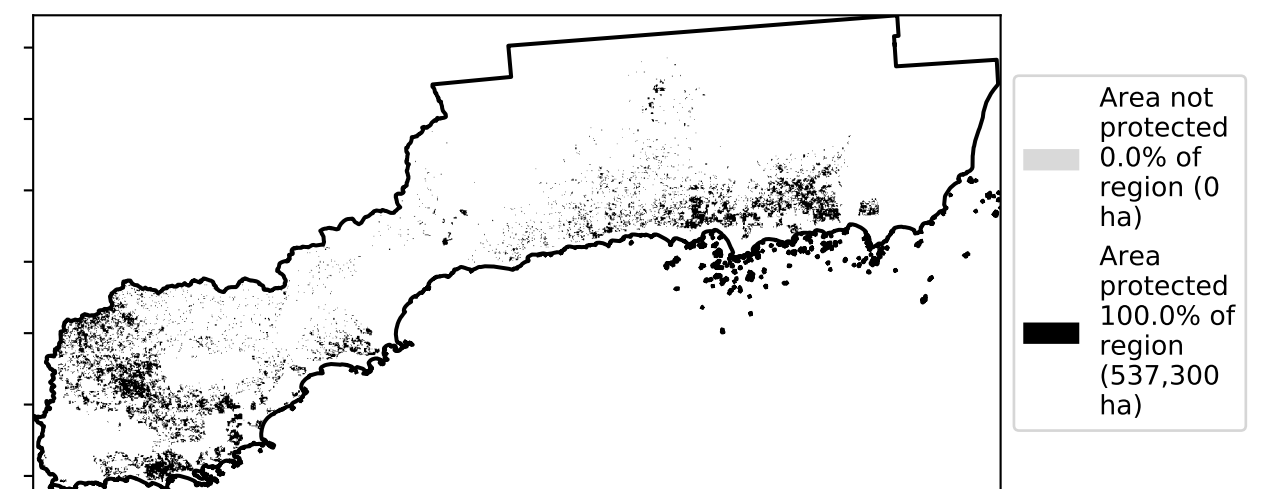 Area not
protected
0.0% of
region (0
ha)
Area
protected
100.0% of
region
(537,300
ha)